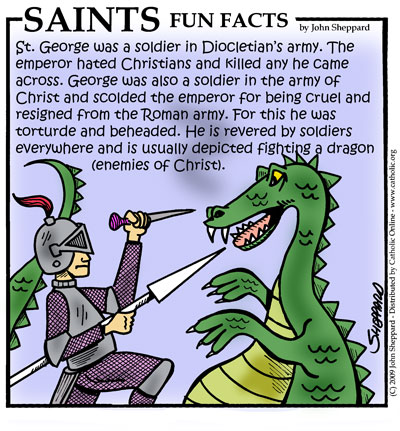 SAINTS FUN FACTS by John Sheppard
St. George was a soldier in Diocletian's army. The
emperor hated Christians and killed any he came
across. George was also a soldier in the army of
Christ and scolded the emperor for being cruel and
resigned from the Roman army. For this he was
torturde and beheaded. He is revered by soldiers
everywhere and is usually depicted fighting a dragon
(enemies of Christ).
SHEPPARD
(C) 2009 John Sheppard - Distributed by Catholic Online - www.catholic.org